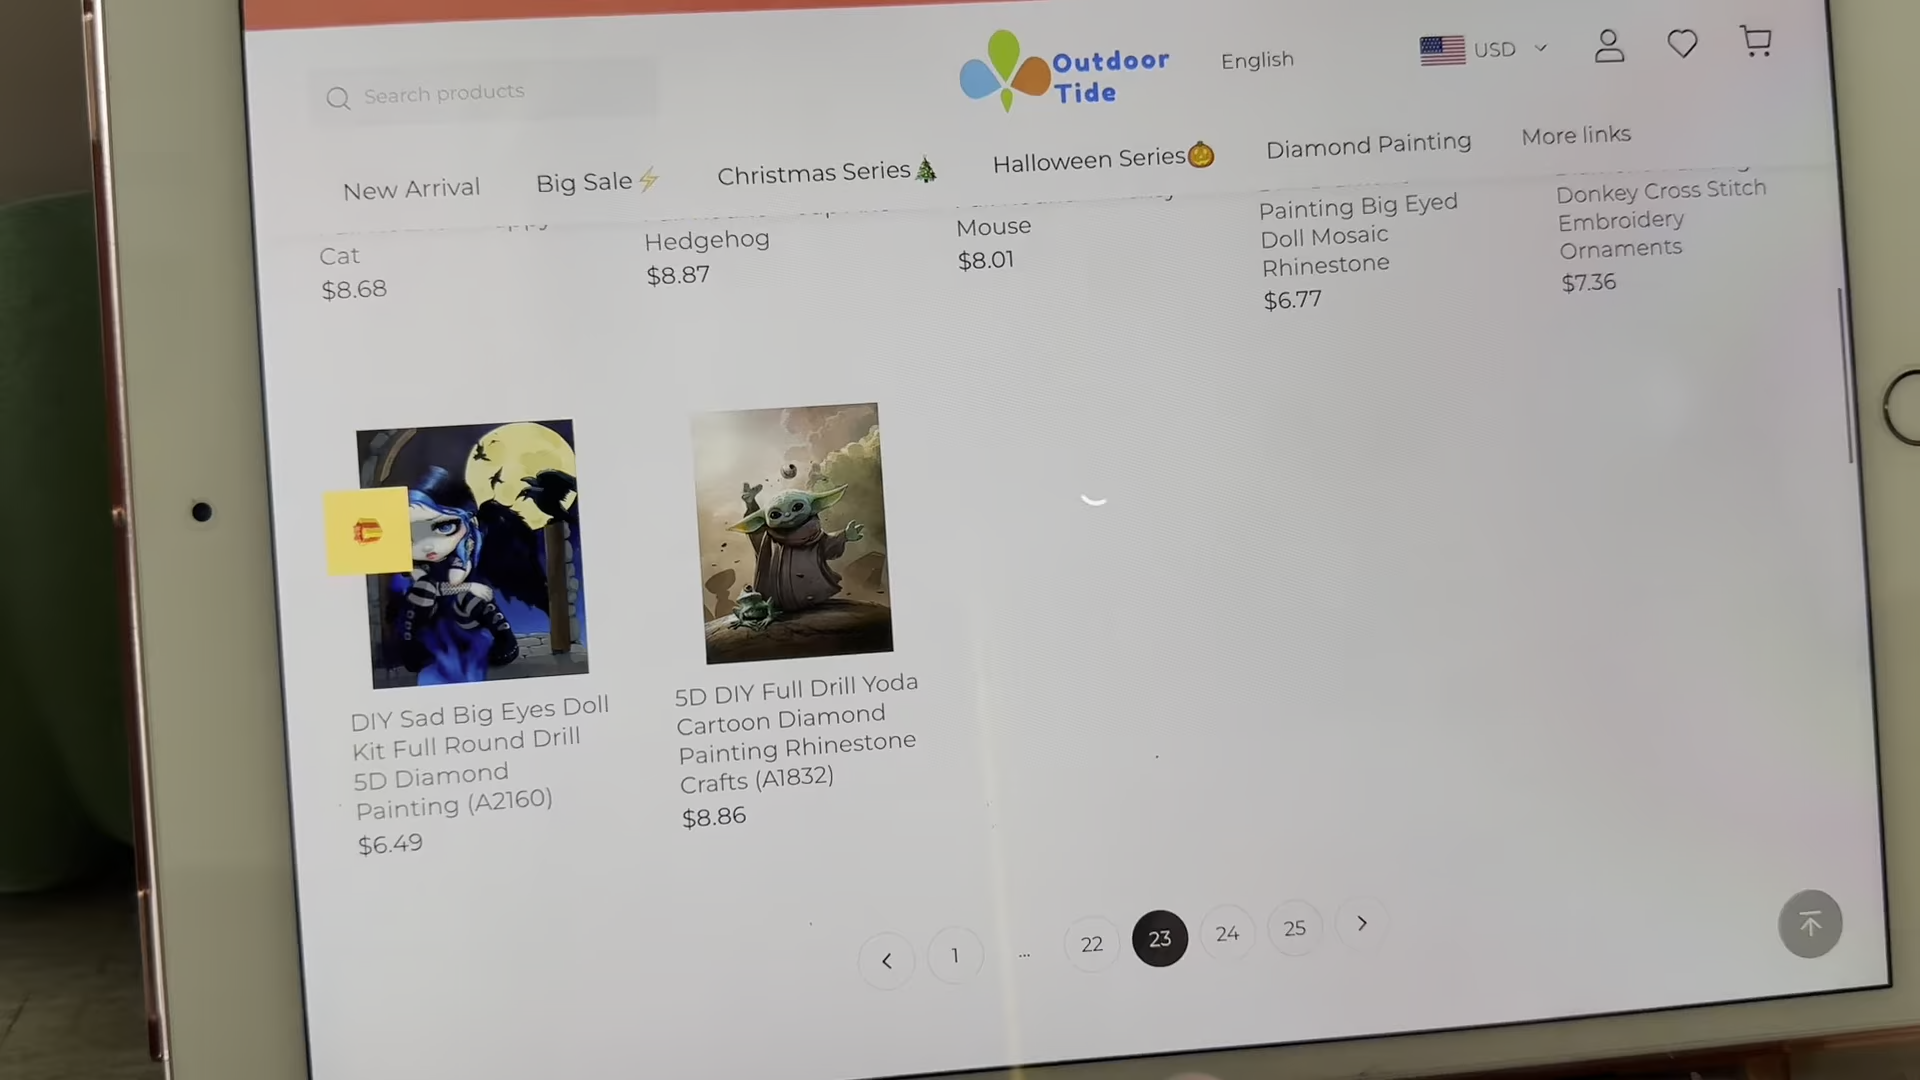 Search products
Outdoor
Tide
English
USD
New Arrival
Big Sale⚡
Christmas Series🎄
Halloween Series🎃
Diamond Painting
More links
Cat
$8.68
Hedgehog
$8.87
Mouse
$8.01
Painting Big Eyed
Doll Mosaic
Rhinestone
$6.77
Donkey Cross Stitch
Embroidery
Ornaments
$7.36
DIY Sad Big Eyes Doll
Kit Full Round Drill
5D Diamond
Painting (A2160)
$6.49
5D DIY Full Drill Yoda
Cartoon Diamond
Painting Rhinestone
Crafts (A1832)
$8.86
< 1 ... 22 23 24 25 >